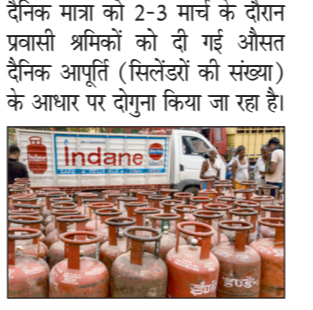 दैनिक मात्रा को 2-3 मार्च के दौरान
प्रवासी श्रमिकों को दी गई औसत
दैनिक आपूर्ति (सिलेंडरों की संख्या)
के आधार पर दोगुना किया जा रहा है।
Indane